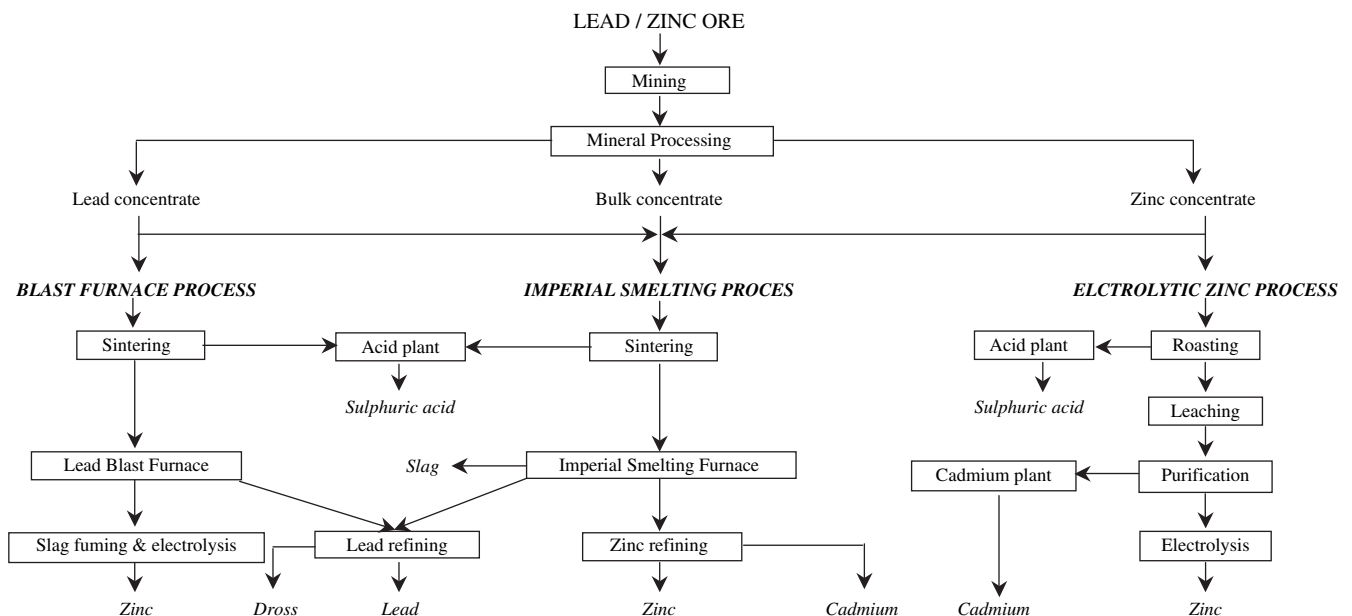 LEAD / ZINC ORE
Mining
Mineral Processing
Lead concentrate
Bulk concentrate
Zinc concentrate
BLAST FURNACE PROCESS
IMPERIAL SMELTING PROCES
ELCTROLYTIC ZINC PROCESS
Sintering
Acid plant
Sintering
Acid plant
Roasting
Sulphuric acid
Sulphuric acid
Leaching
Lead Blast Furnace
Slag
Imperial Smelting Furnace
Cadmium plant
Purification
Slag fuming & electrolysis
Lead refining
Zinc refining
Electrolysis
Zinc
Dross
Lead
Zinc
Cadmium
Cadmium
Zinc